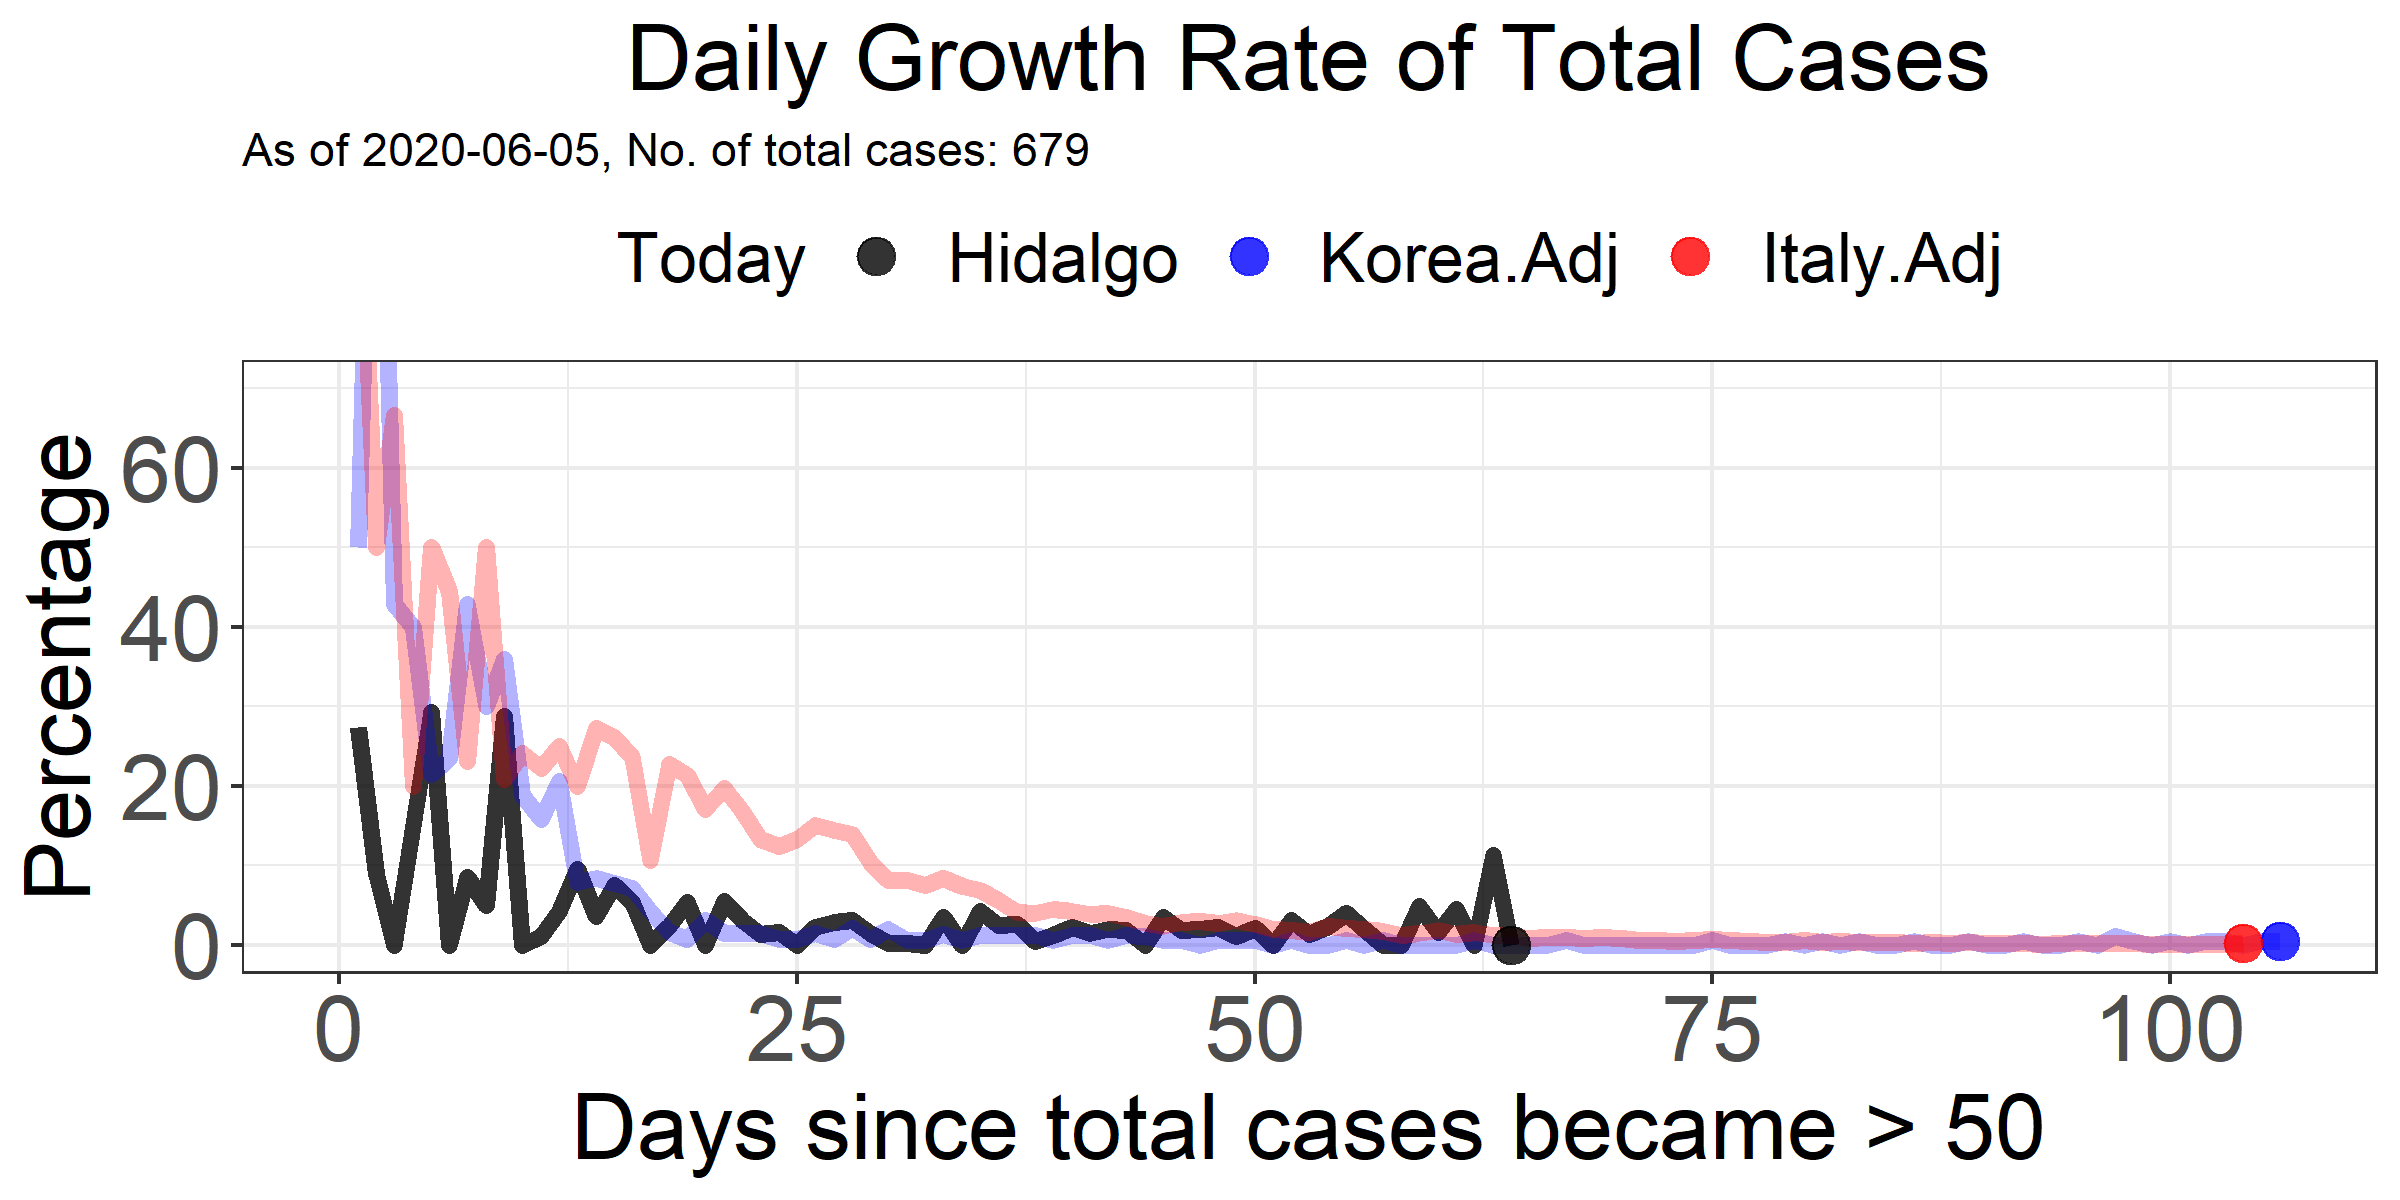 Daily Growth Rate of Total Cases
As of 2020-06-05, No. of total cases: 679
Today Hidalgo Korea.Adj Italy.Adj
Percentage
60
40
20
0
0 25 50 75 100
Days since total cases became > 50